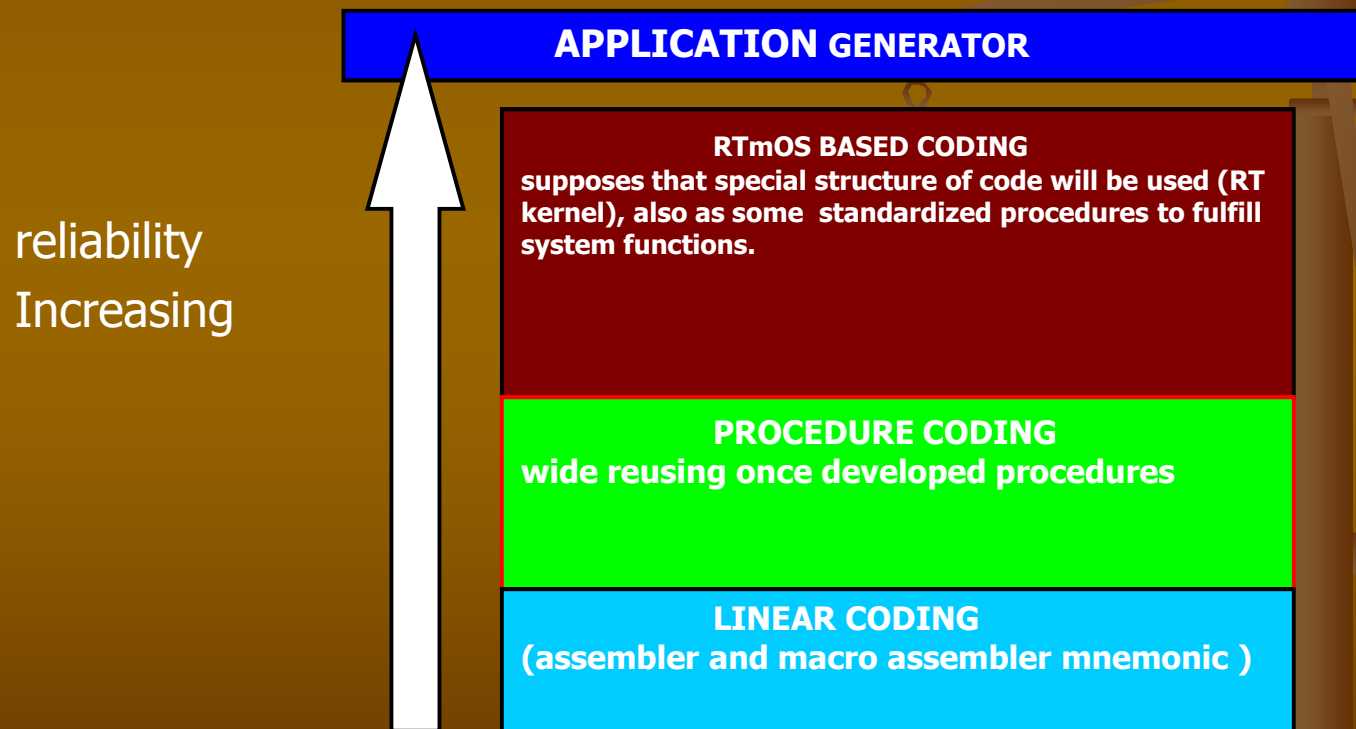 APPLICATION GENERATOR
RTmOS BASED CODING
supposes that special structure of code will be used (RT
kernel), also as some standardized procedures to fulfill
system functions.
reliability
Increasing
PROCEDURE CODING
wide reusing once developed procedures
LINEAR CODING
(assembler and macro assembler mnemonic )